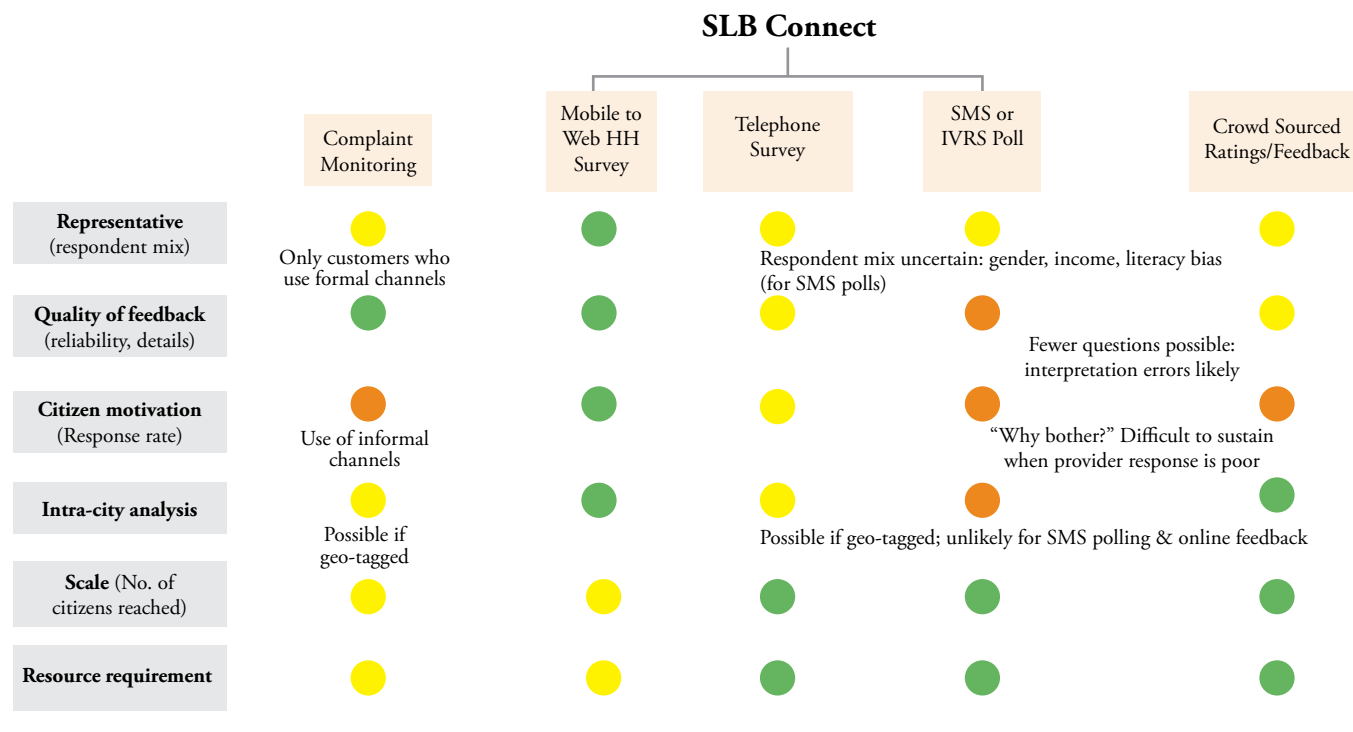 SLB Connect
Complaint
Monitoring
Mobile to
Web HH
Survey
Telephone
Survey
SMS or
IVRS Poll
Crowd Sourced
Ratings/Feedback
Representative
(respondent mix)
Only customers who
use formal channels
Respondent mix uncertain: gender, income, literacy bias
(for SMS polls)
Quality of feedback
(reliability, details)
Fewer questions possible:
interpretation errors likely
Citizen motivation
(Response rate)
Use of informal
channels
“Why bother?” Difficult to sustain
when provider response is poor
Intra-city analysis
Possible if
geo-tagged
Possible if geo-tagged; unlikely for SMS polling & online feedback
Scale (No. of
citizens reached)
Resource requirement